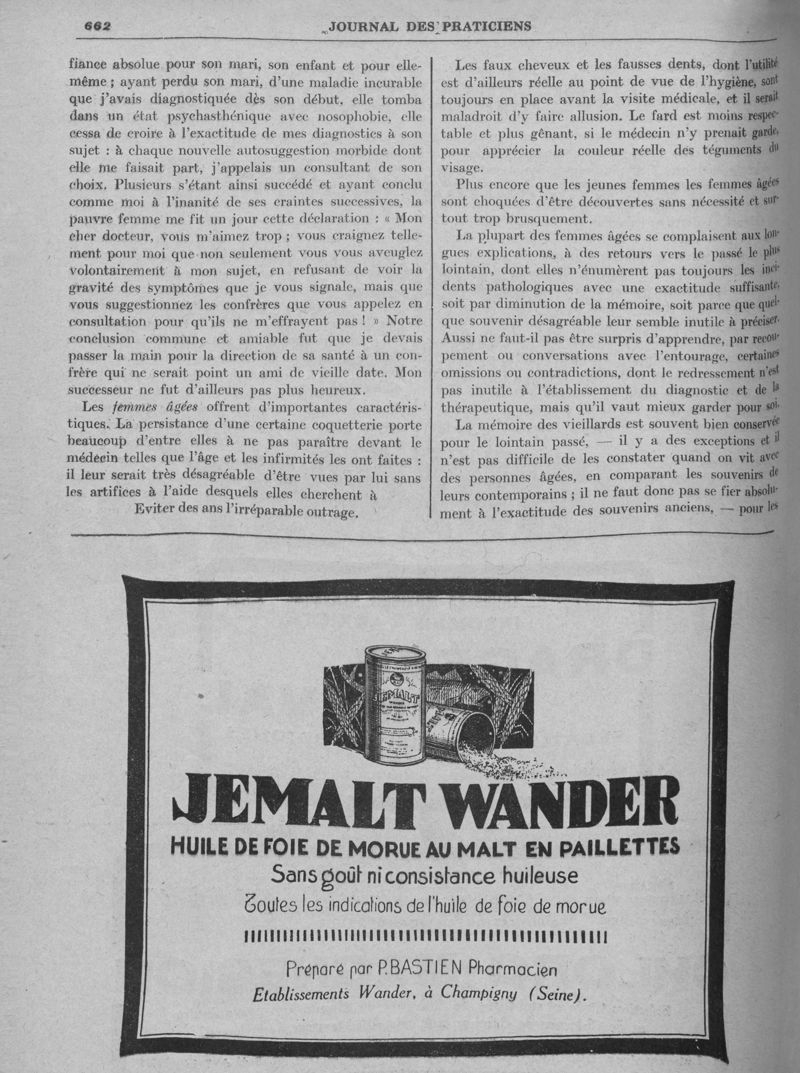 662
JOURNAL DES PRATICIENS
fiance absolue pour son mari, son enfant et pour elle-
même ; ayant perdu son mari, d'une maladie incurable
que j'avais diagnostiquée dès son début, elle tomba
dans un état psychasthénique avec nosophobie, elle
cessa de croire à l'exactitude de mes diagnostics à son
sujet : à chaque nouvelle autosuggestion morbide dont
elle me faisait part, j'appelais un consultant de son
choix. Plusieurs s'étant ainsi succédé et ayant conclu
comme moi à l'inanité de ses craintes successives, la
pauvre femme me fit un jour cette déclaration : « Mon
cher docteur, vous m'aimez trop ; vous craignez telle-
ment pour moi que non seulement vous vous aveuglez
volontairement à mon sujet, en refusant de voir la
gravité des symptômes que je vous signale, mais que
vous suggestionnez les confrères que vous appelez en
consultation pour qu'ils ne m'effrayent pas ! » Notre
conclusion commune et amiable fut que je devais
passer la main pour la direction de sa santé à un con-
frère qui ne serait point un ami de vieille date. Mon
successeur ne fut d'ailleurs pas plus heureux.
Les femmes âgées offrent d'importantes caractéris-
tiques. La persistance d'une certaine coquetterie porte
beaucoup d'entre elles à ne pas paraître devant le
médecin telles que l'âge et les infirmités les ont faites :
il leur serait très désagréable d'être vues par lui sans
les artifices à l'aide desquels elles cherchent à
Eviter des ans l'irréparable outrage.
Les faux cheveux et les fausses dents, dont l'utilité
est d'ailleurs réelle au point de vue de l'hygiène, sont
toujours en place avant la visite médicale, et il serait
maladroit d'y faire allusion. Le fard est moins respec-
table et plus gênant, si le médecin n'y prenait garde,
pour apprécier la couleur réelle des téguments du
visage.
Plus encore que les jeunes femmes les femmes âgées
sont choquées d'être découvertes sans nécessité et sur-
tout trop brusquement.
La plupart des femmes âgées se complaisent aux lon-
gues explications, à des retours vers le passé le plus
lointain, dont elles n'énumèrent pas toujours les inci-
dents pathologiques avec une exactitude suffisante,
soit par diminution de la mémoire, soit parce que quel-
que souvenir désagréable leur semble inutile à préciser.
Aussi ne faut-il pas être surpris d'apprendre, par recou-
pement ou conversations avec l'entourage, certaines
omissions ou contradictions, dont le redressement n'est
pas inutile à l'établissement du diagnostic et de la
thérapeutique, mais qu'il vaut mieux garder pour soi.
La mémoire des vieillards est souvent bien conservée
pour le lointain passé, — il y a des exceptions et il
n'est pas difficile de les constater quand on vit avec
des personnes âgées, en comparant les souvenirs de
leurs contemporains ; il ne faut donc pas se fier absolu-
ment à l'exactitude des souvenirs anciens, — pour les
JEMALT
JEMALT WANDER
HUILE DE FOIE DE MORUE AU MALT EN PAILLETTES
Sans goût ni consistance huileuse
Toutes les indications de l'huile de foie de morue
Préparé par P. BASTIEN Pharmacien
Etablissements Wander, à Champigny (Seine).